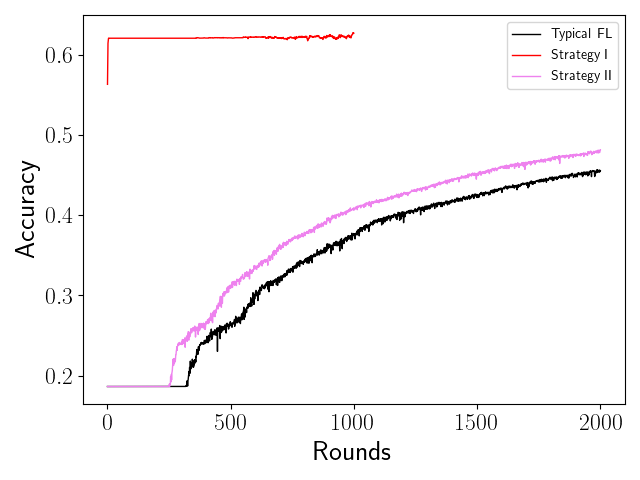 Typical FL
Strategy I
Strategy II
0.6
0.5
0.4
0.3
0.2
Accuracy
0 500 1000 1500 2000
Rounds